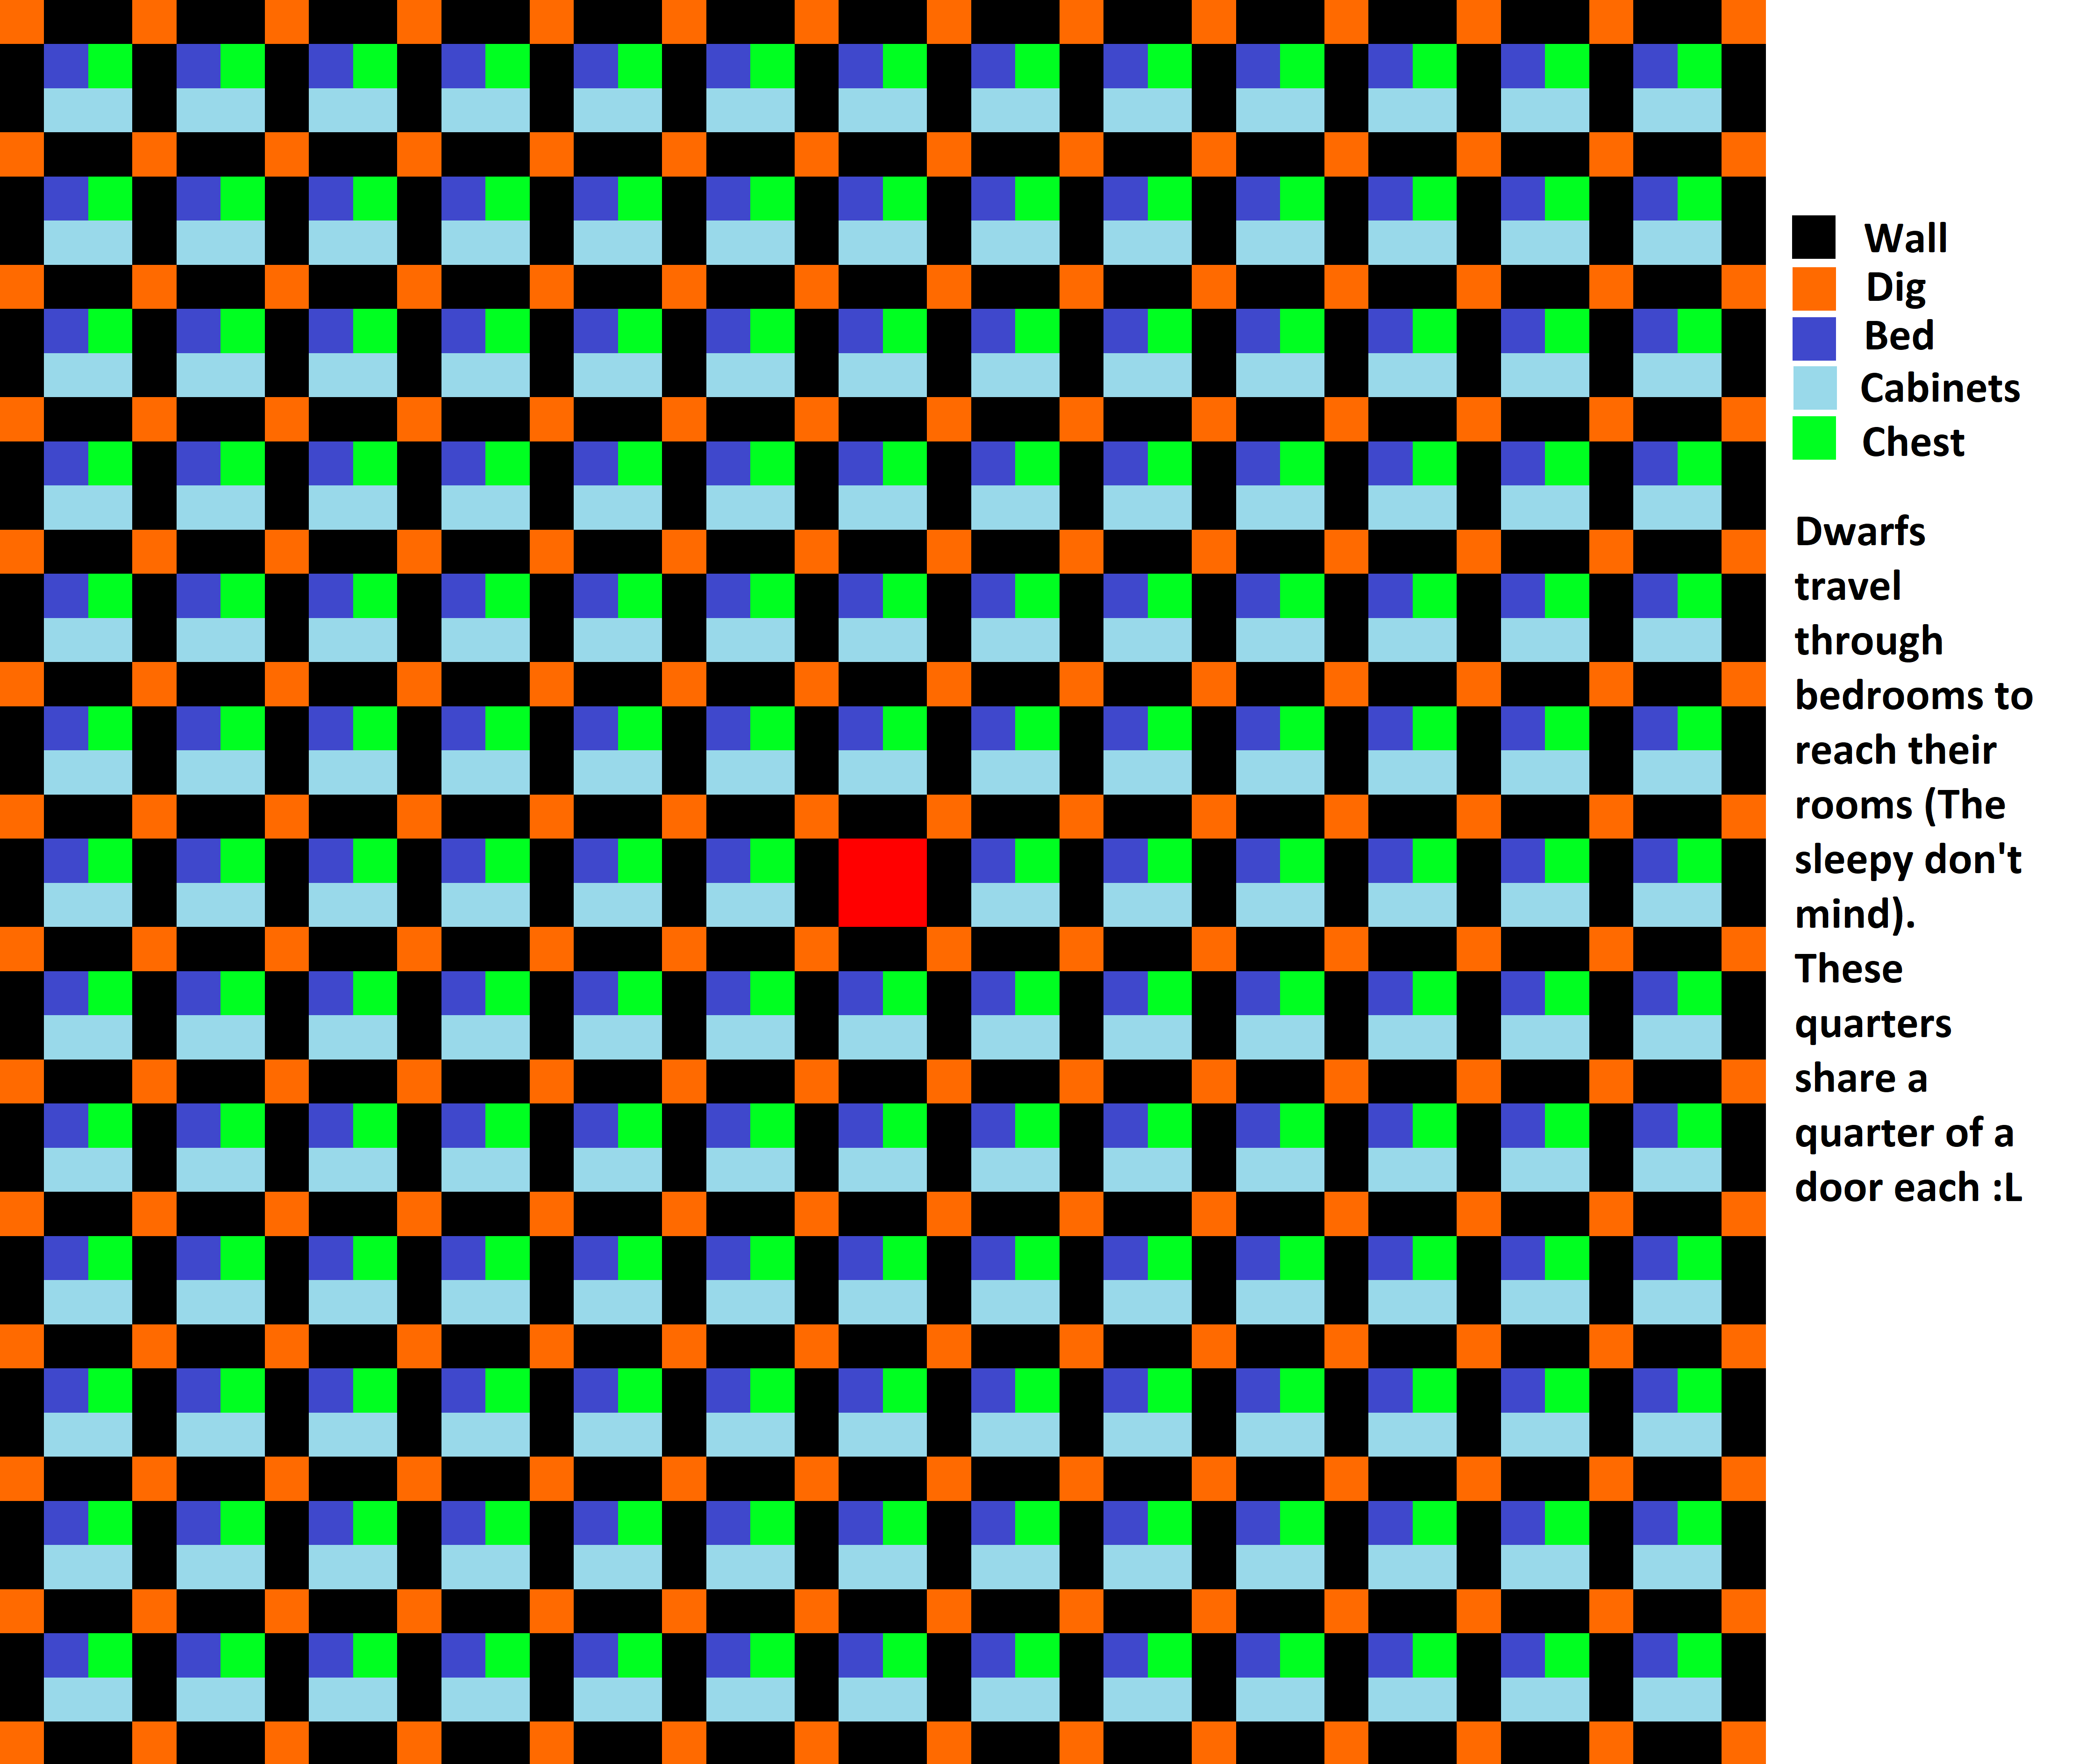 Wall
Dig
Bed
Cabinets
Chest
Dwarfs
travel
through
bedrooms to
reach their
rooms (The
sleepy don't
mind).
These
quarters
share a
quarter of a
door each :L